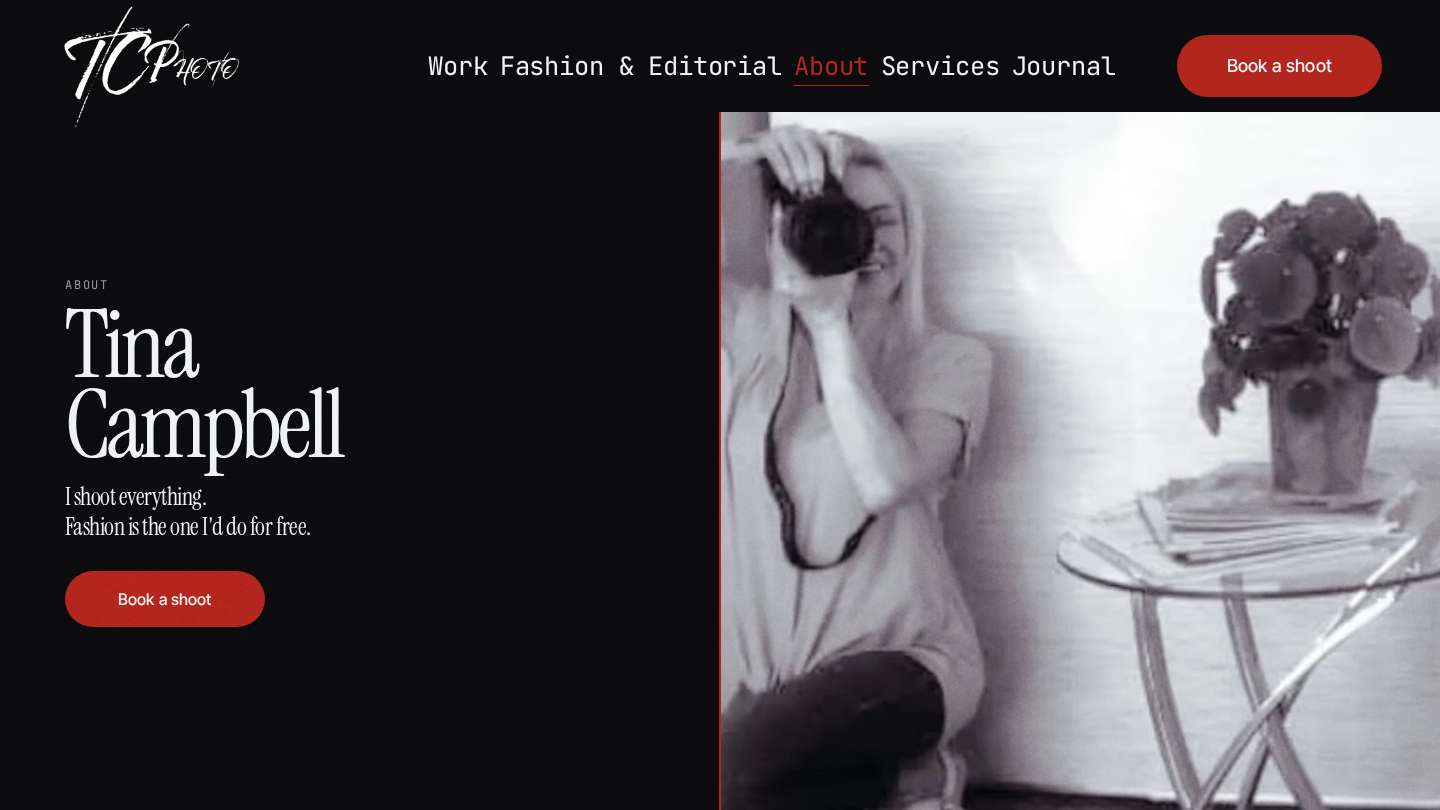 TCPHOTO
Work Fashion & Editorial About Services Journal
Book a shoot
ABOUT
Tina
Campbell
I shoot everything.
Fashion is the one I'd do for free.
Book a shoot